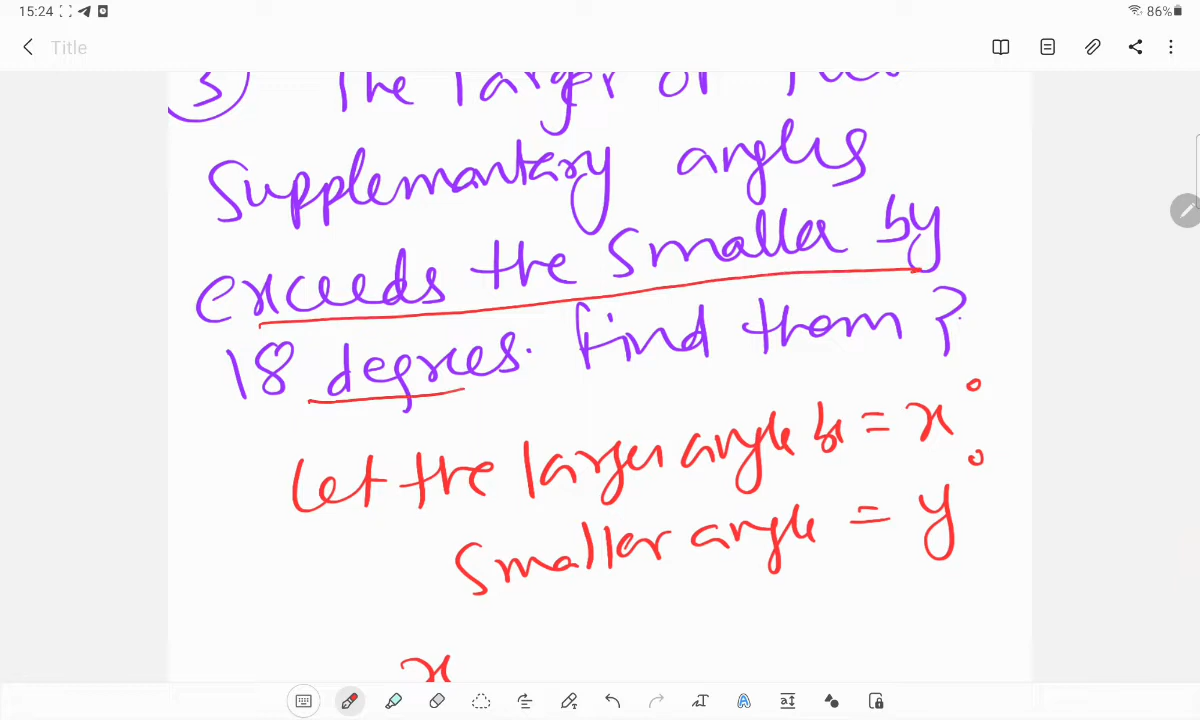 15:24
86%
Title
3) The larger of Two
Supplementary angles
exceeds the smaller by
18 degrees. Find them?
Let the larger angle be = x°
Smaller angle = y°
x